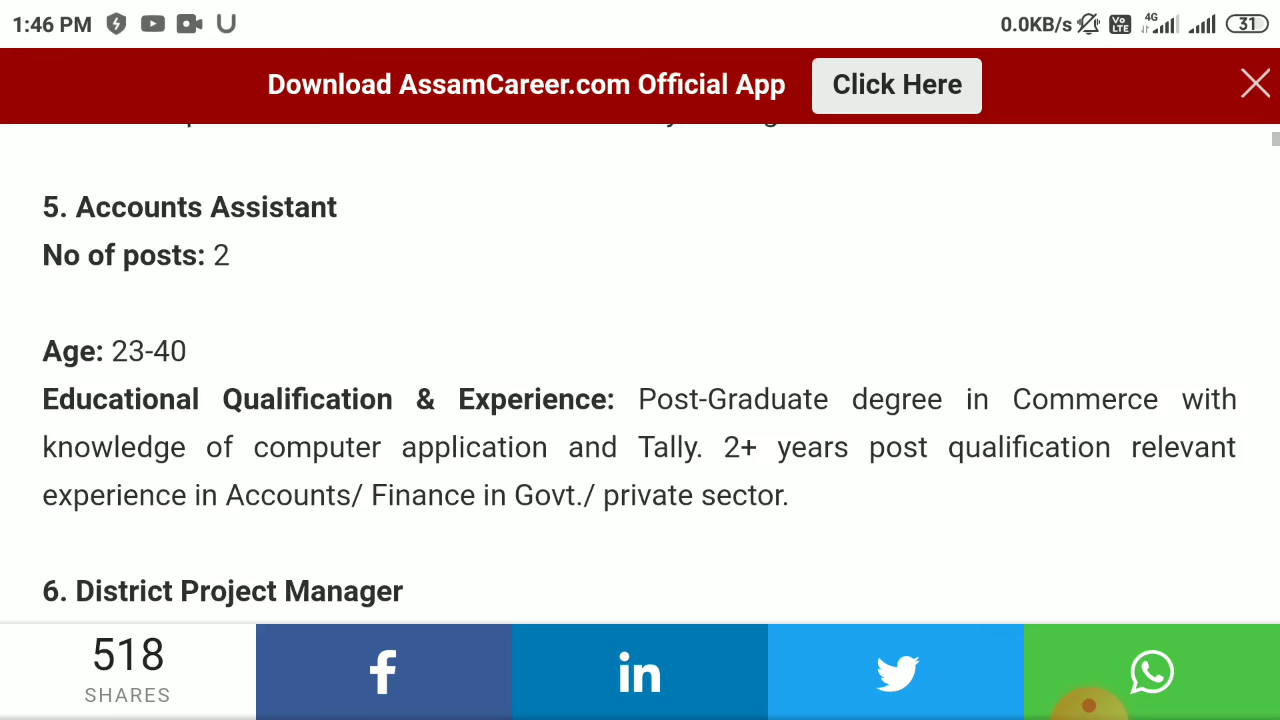 1:46 PM 0.0KB/s Vo LTE 4G 31
Download AssamCareer.com Official App Click Here
5. Accounts Assistant
No of posts: 2
Age: 23-40
Educational Qualification & Experience: Post-Graduate degree in Commerce with
knowledge of computer application and Tally. 2+ years post qualification relevant
experience in Accounts/ Finance in Govt./ private sector.
6. District Project Manager
518
SHARES